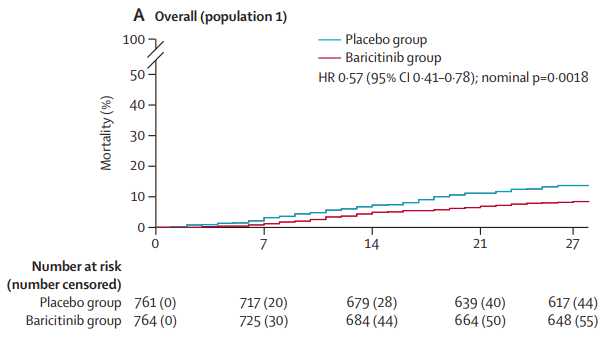 A Overall (population 1)
100
50
40
30
20
10
0
Mortality (%)
Placebo group
Baricitinib group
HR 0·57 (95% CI 0·41–0·78); nominal p=0·0018
0 7 14 21 27
Number at risk
(number censored)
Placebo group 761 (0) 717 (20) 679 (28) 639 (40) 617 (44)
Baricitinib group 764 (0) 725 (30) 684 (44) 664 (50) 648 (55)